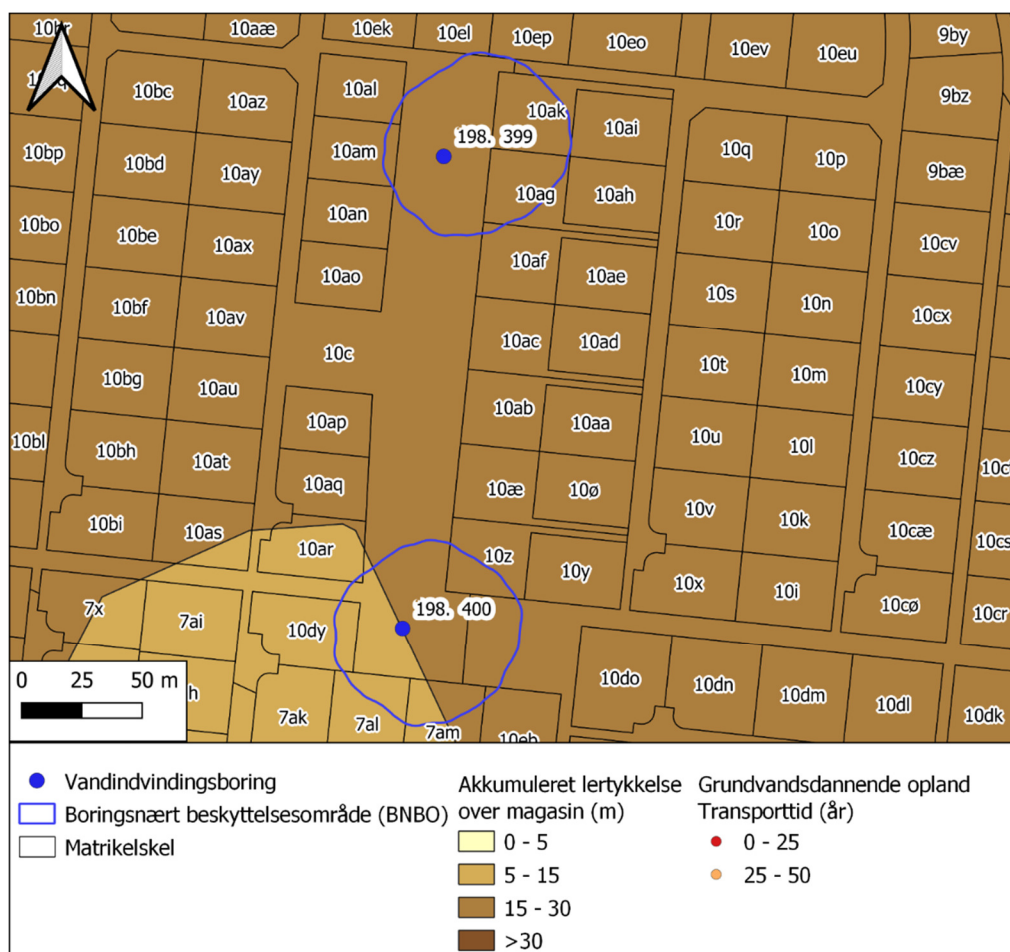 10hr
10aæ
10ek
10el
10ep
10eo
10ev
10eu
9by
10bc
10az
10al
10ak
10ai
9bz
198. 399
10bp
10bd
10ay
10am
10q
10p
9bæ
10bo
10be
10ax
10an
10ag
10ah
10r
10o
10cv
10bn
10bf
10av
10ao
10af
10ae
10s
10n
10cx
10bg
10au
10c
10ac
10ad
10t
10m
10cy
10bl
10bh
10at
10ap
10ab
10aa
10u
10l
10cz
10bi
10as
10aq
10æ
10ø
10v
10k
10cæ
10cs
7x
10ar
10z
10y
10x
10i
10cø
10cr
7ai
10dy
198. 400
7ak
7al
7am
10eb
10do
10dn
10dm
10dl
10dk
0 25 50 m
Vandindvindingsboring
Boringsnært beskyttelsesområde (BNBO)
Matrikelskel
Akkumuleret lertykkelse
over magasin (m)
0 - 5
5 - 15
15 - 30
>30
Grundvandsdannende opland
Transporttid (år)
0 - 25
25 - 50